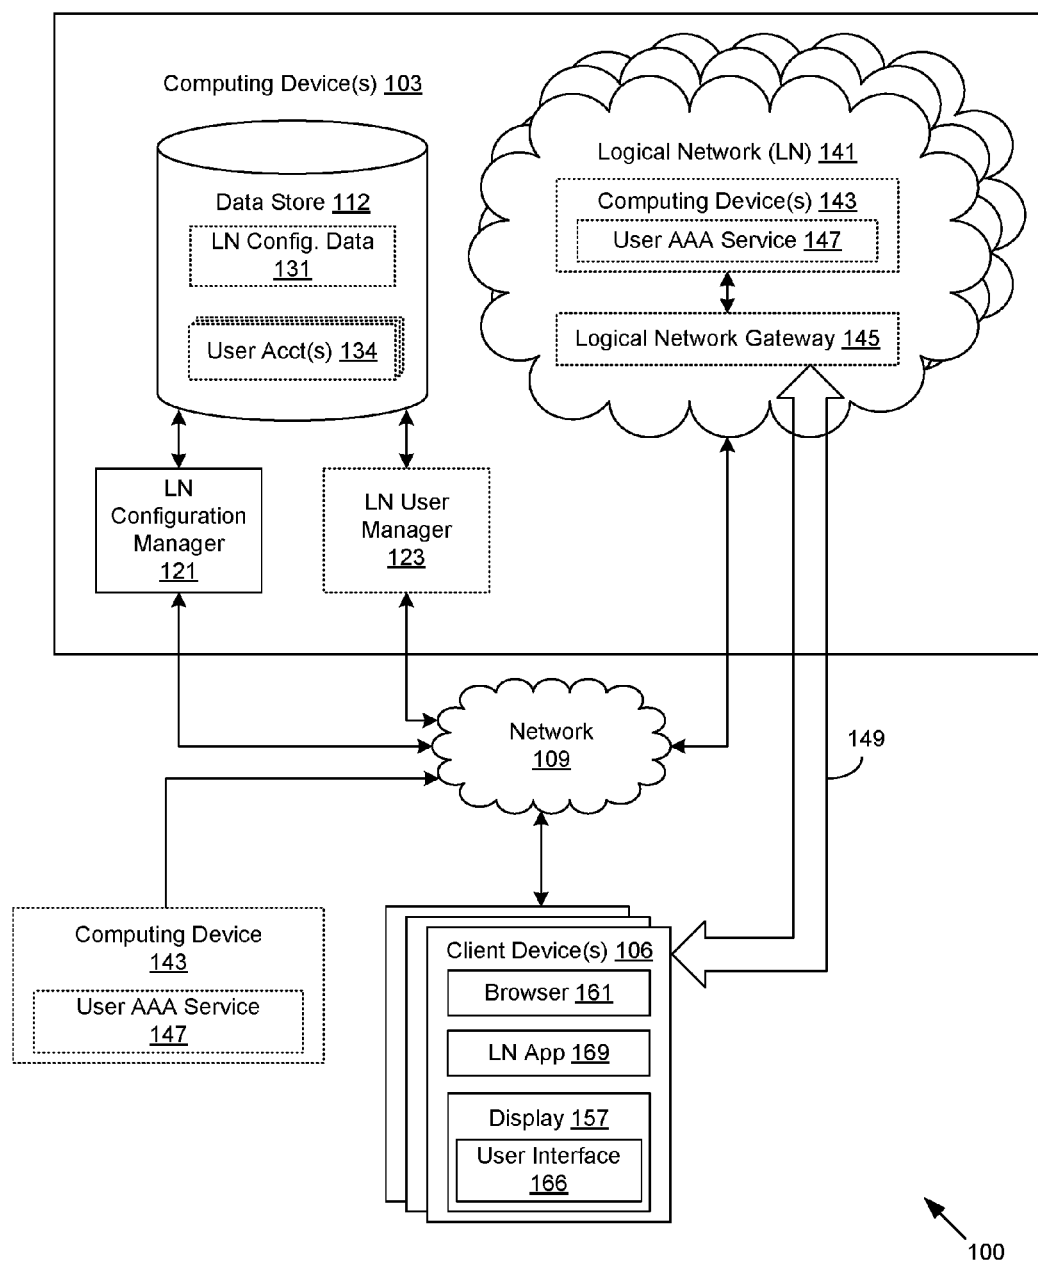 Computing Device(s) 103
Data Store 112
LN Config. Data
131
User Acct(s) 134
Logical Network (LN) 141
Computing Device(s) 143
User AAA Service 147
Logical Network Gateway 145
LN
Configuration
Manager
121
LN User
Manager
123
Network
109
149
Computing Device
143
User AAA Service
147
Client Device(s) 106
Browser 161
LN App 169
Display 157
User Interface
166
100